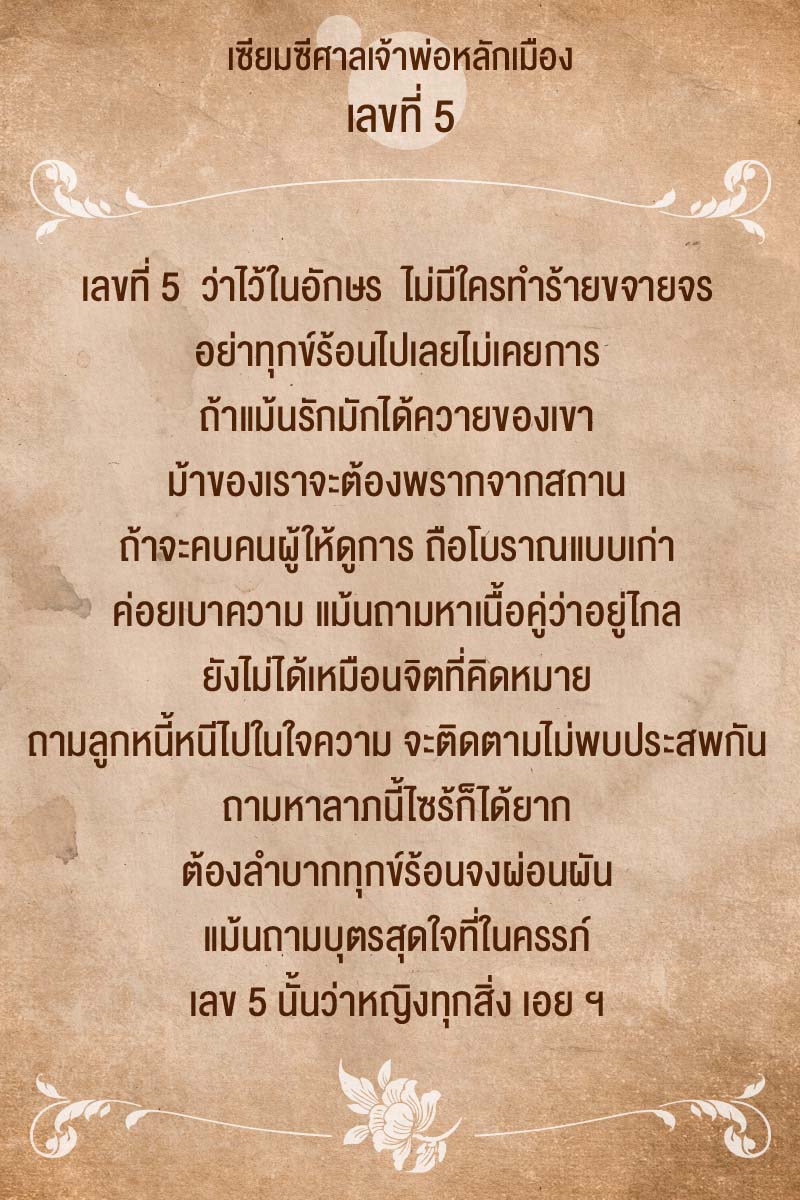 เซียมซีศาลเจ้าพ่อหลักเมือง
เลขที่ 5
เลขที่ 5 ว่าไว้ในอักษร ไม่มีใครทำร้ายขจายจร
อย่าทุกข์ร้อนไปเลยไม่เคยการ
ถ้าแม้นรักมักได้ควายของเขา
ม้าของเราจะต้องพรากจากสถาน
ถ้าจะคบคนผู้ให้ดูการ ถือโบราณแบบเก่า
ค่อยเบาความ แม้นถามหาเนื้อคู่ว่าอยู่ไกล
ยังไม่ได้เหมือนจิตที่คิดหมาย
ถามลูกหนี้หนีไปในใจความ จะติดตามไม่พบประสพกัน
ถามหาลาภนี้ไซร้ก็ได้ยาก
ต้องลำบากทุกข์ร้อนจงผ่อนผัน
แม้นถามบุตรสุดใจที่ในครรภ์
เลข 5 นั้นว่าหญิงทุกสิ่ง เอย ฯ